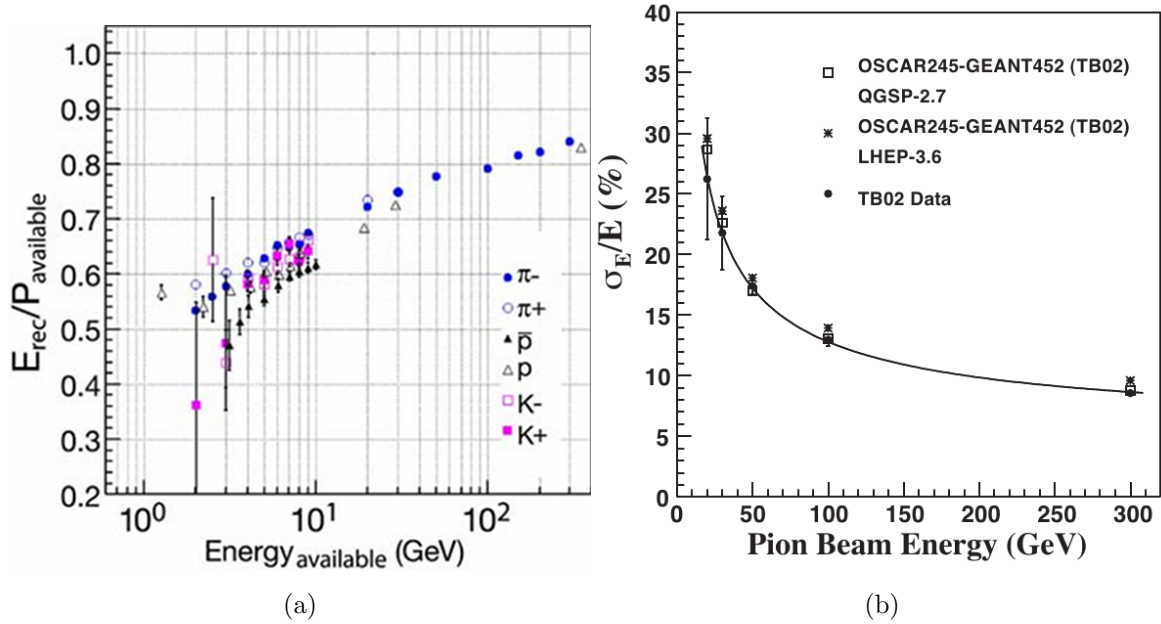 E_rec/P_available
1.0
0.9
0.8
0.7
0.6
0.5
0.4
0.3
0.2
10^0
10^1
10^2
Energy_available (GeV)
π-
π+
p̅
p
K-
K+
(a)
σ_E/E (%)
40
35
30
25
20
15
10
5
0
0
50
100
150
200
250
300
Pion Beam Energy (GeV)
OSCAR245-GEANT452 (TB02)
QGSP-2.7
OSCAR245-GEANT452 (TB02)
LHEP-3.6
TB02 Data
(b)